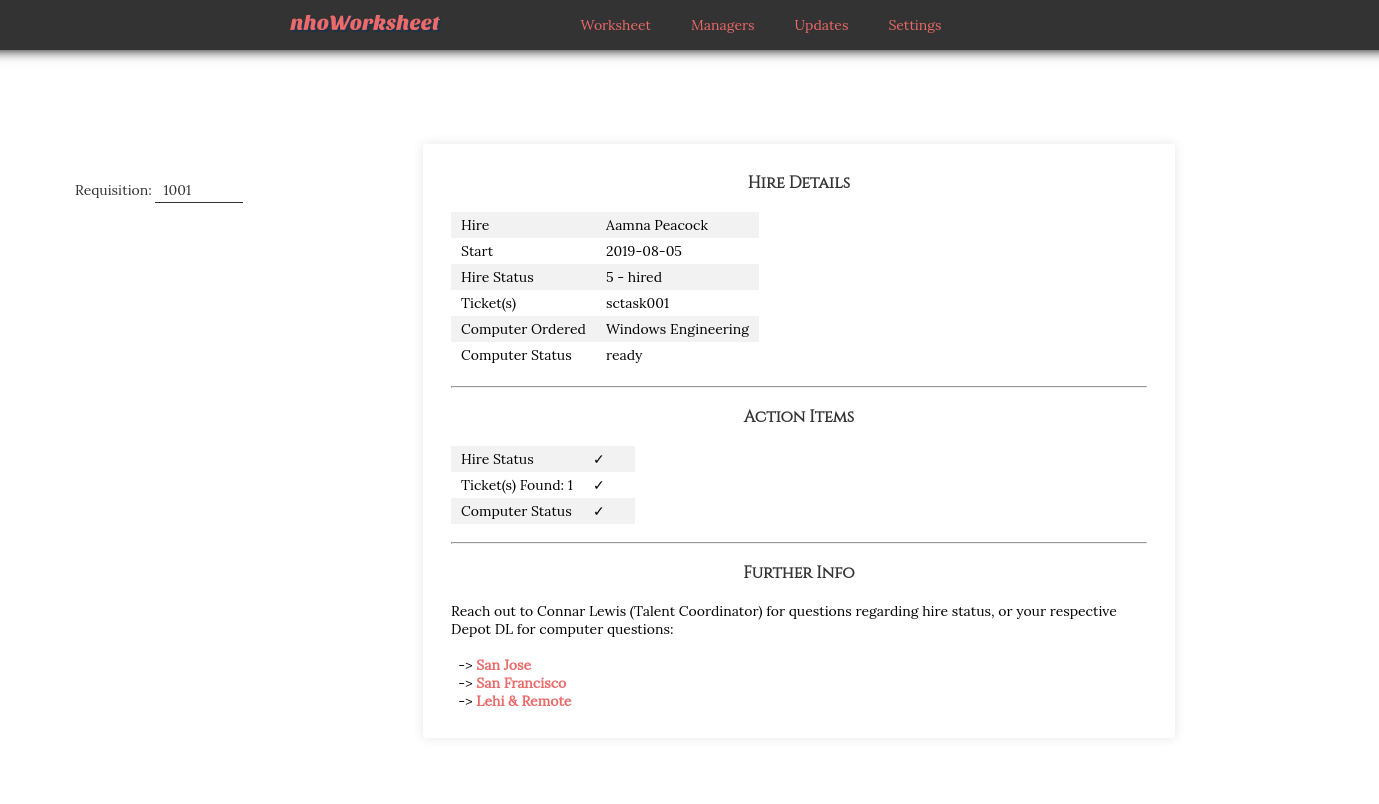 nhoWorksheet Worksheet Managers Updates Settings
Requisition: 1001
Hire Details
Hire Aamna Peacock
Start 2019-08-05
Hire Status 5 - hired
Ticket(s) sctask001
Computer Ordered Windows Engineering
Computer Status ready
Action Items
Hire Status ✓
Ticket(s) Found: 1 ✓
Computer Status ✓
Further Info
Reach out to Connar Lewis (Talent Coordinator) for questions regarding hire status, or your respective
Depot DL for computer questions:
-> San Jose
-> San Francisco
-> Lehi & Remote